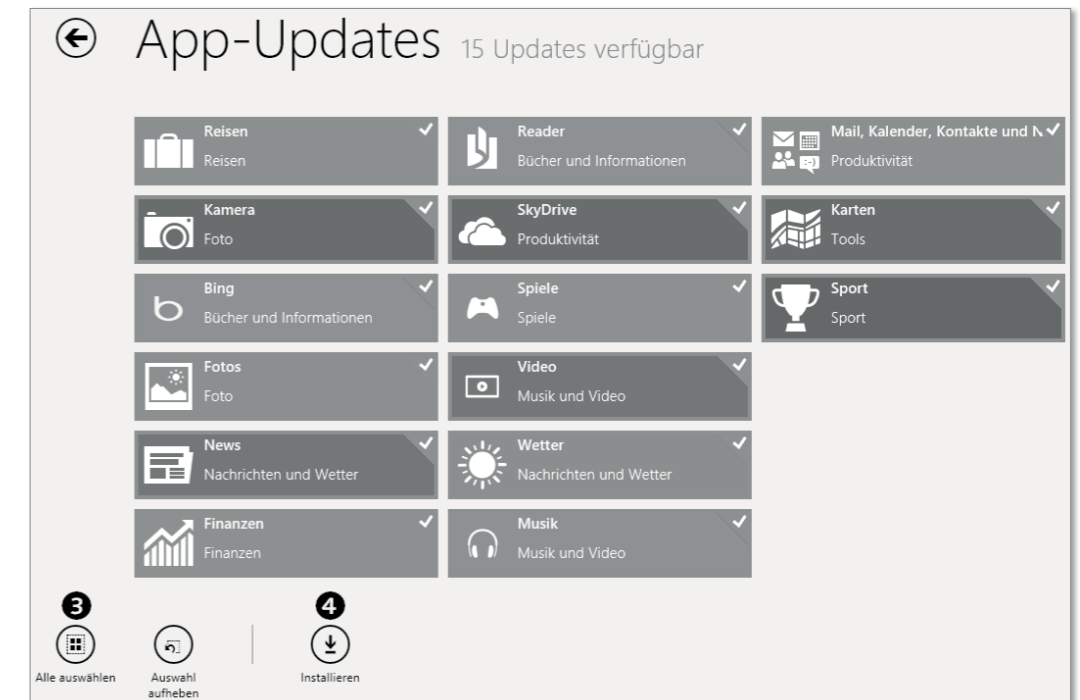 App-Updates 15 Updates verfügbar
Reisen
Reisen
Reader
Bücher und Informationen
Mail, Kalender, Kontakte und
Produktivität
Kamera
Foto
SkyDrive
Produktivität
Karten
Tools
Bing
Bücher und Informationen
Spiele
Spiele
Sport
Sport
Fotos
Foto
Video
Musik und Video
News
Nachrichten und Wetter
Wetter
Nachrichten und Wetter
Finanzen
Finanzen
Musik
Musik und Video
3
4
Alle auswählen
Auswahl
aufheben
Installieren